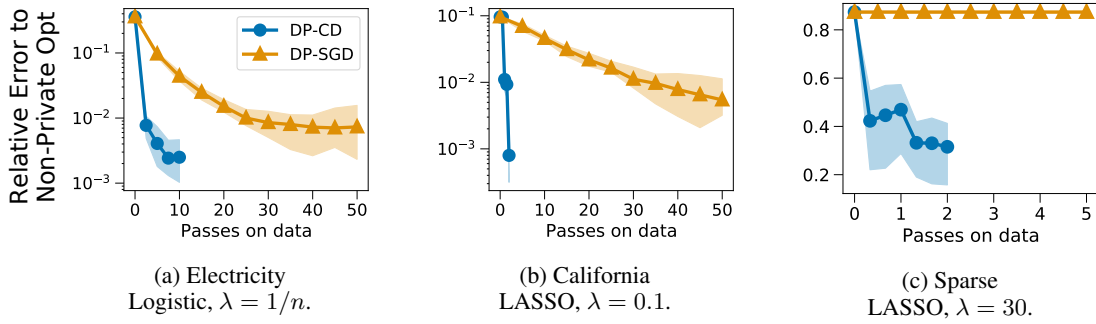 Relative Error to
Non-Private Opt
10⁻¹
10⁻²
10⁻³
DP-CD
DP-SGD
0 10 20 30 40 50
Passes on data
(a) Electricity
Logistic, λ = 1/n.
10⁻¹
10⁻²
10⁻³
0 10 20 30 40 50
Passes on data
(b) California
LASSO, λ = 0.1.
0.8
0.6
0.4
0.2
0 1 2 3 4 5
Passes on data
(c) Sparse
LASSO, λ = 30.